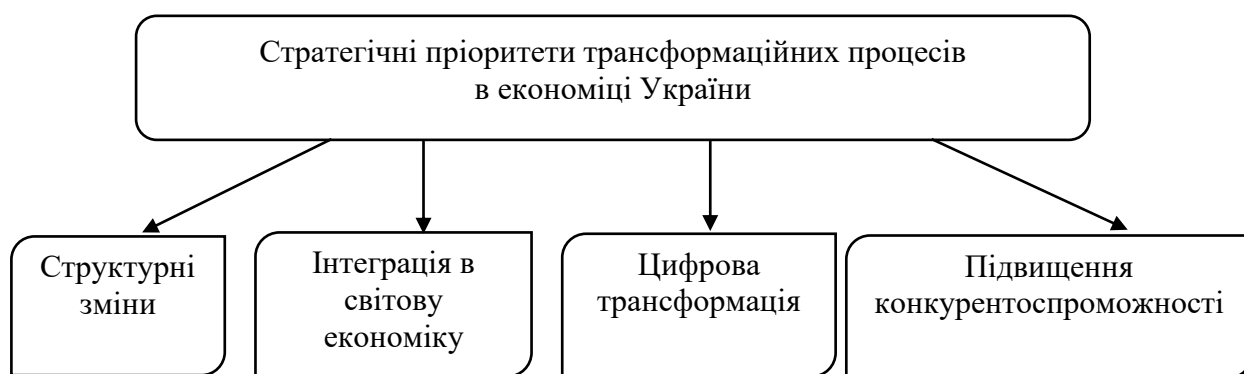 Стратегічні пріоритети трансформаційних процесів
в економіці України
Структурні
зміни
Інтеграція в
світову
економіку
Цифрова
трансформація
Підвищення
конкурентоспроможності